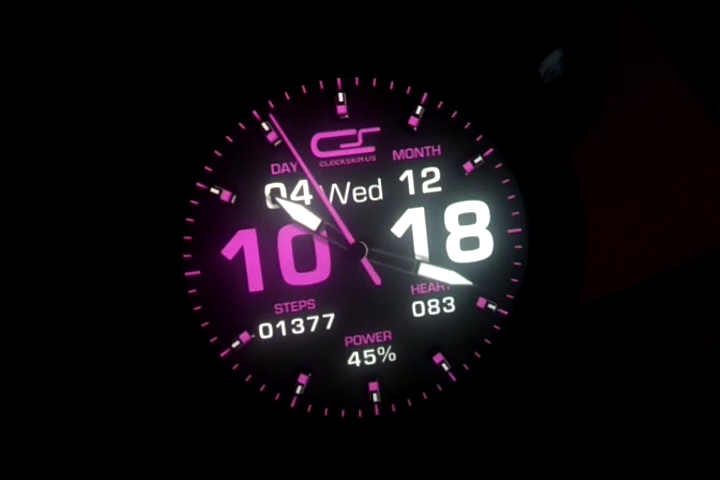 CS
CLOCKSKIN.US
DAY MONTH
04 Wed 12
10 18
STEPS HEART
01377 083
POWER
45%